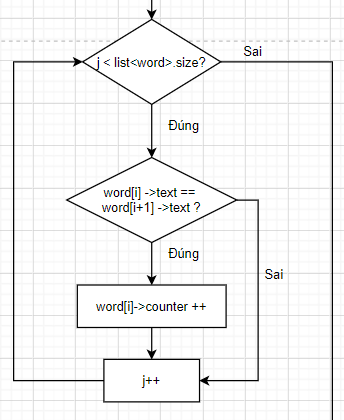 j < list<word>.size?
Sai
Đúng
word[i] ->text ==
word[i+1] ->text ?
Đúng
Sai
word[i]->counter ++
j++